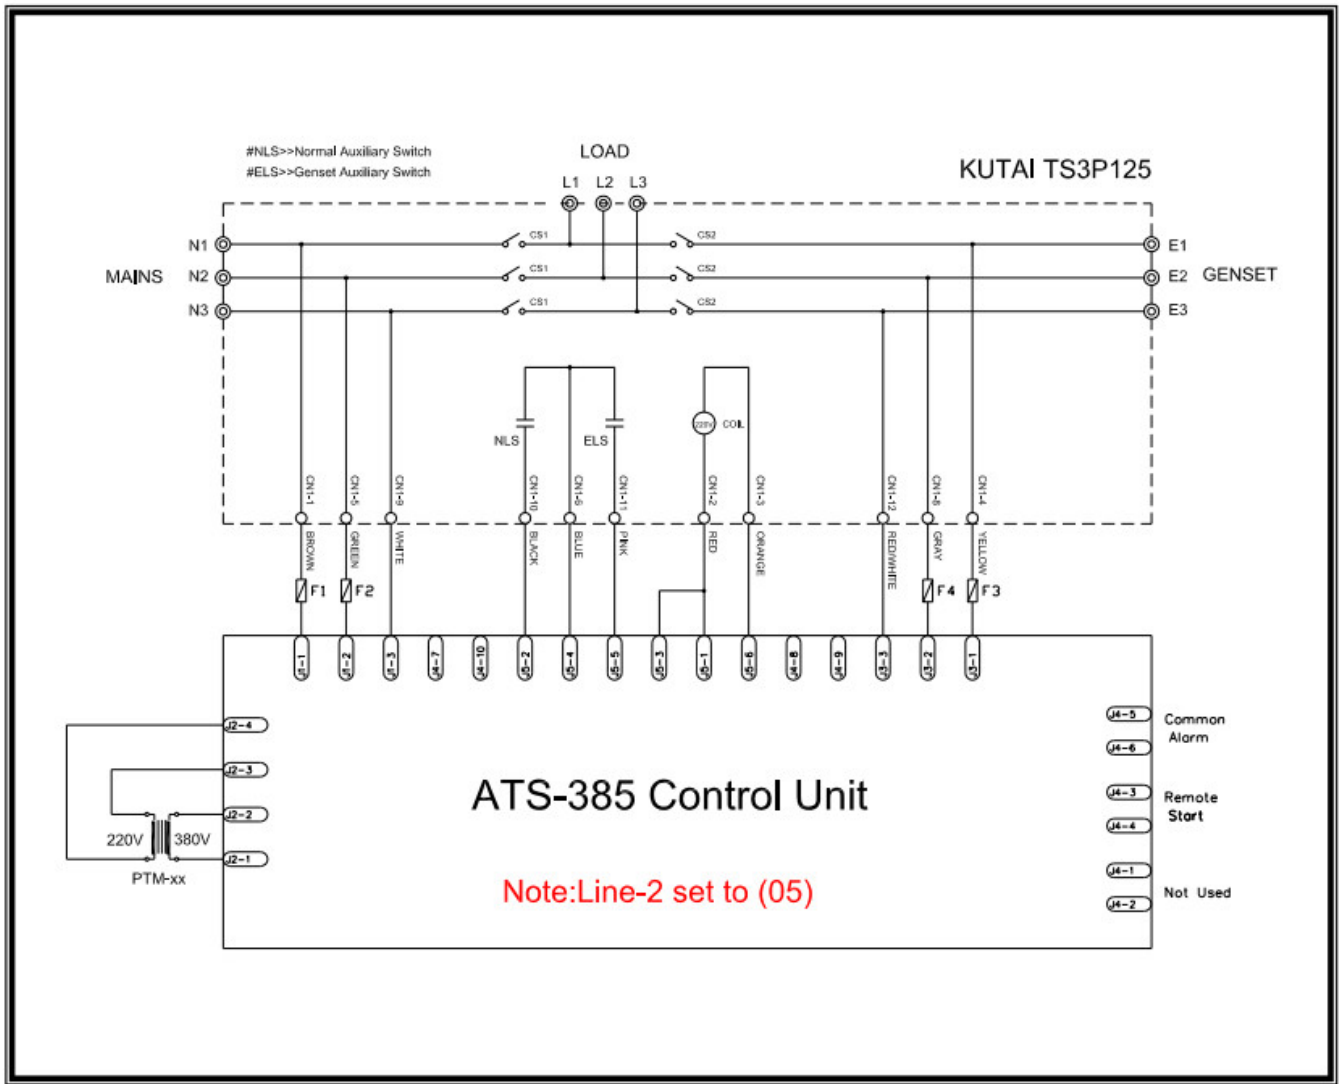 #NLS>>Normal Auxiliary Switch
#ELS>>Genset Auxiliary Switch
LOAD
KUTAI TS3P125
L1 L2 L3
N1 CS1 CS2 E1
MAINS N2 CS1 CS2 E2 GENSET
N3 CS1 CS2 E3
NLS ELS 220V COIL
CN1-1 CN1-5 CN1-9 CN1-10 CN1-6 CN1-11 CN1-2 CN1-3 CN1-12 CN1-8 CN1-4
BROWN GREEN WHITE BLACK BLUE PINK RED ORANGE RED/WHITE GRAY YELLOW
F1 F2 F4 F3
J1-1 J1-2 J1-3 J4-7 J4-10 J5-2 J5-4 J5-5 J5-3 J5-1 J5-6 J4-8 J4-9 J3-3 J3-2 J3-1
J2-4
J2-3
J2-2
J2-1
220V 380V
PTM-xx
ATS-385 Control Unit
Note:Line-2 set to (05)
J4-5 Common
Alarm
J4-6
J4-3 Remote
Start
J4-4
J4-1
Not Used
J4-2